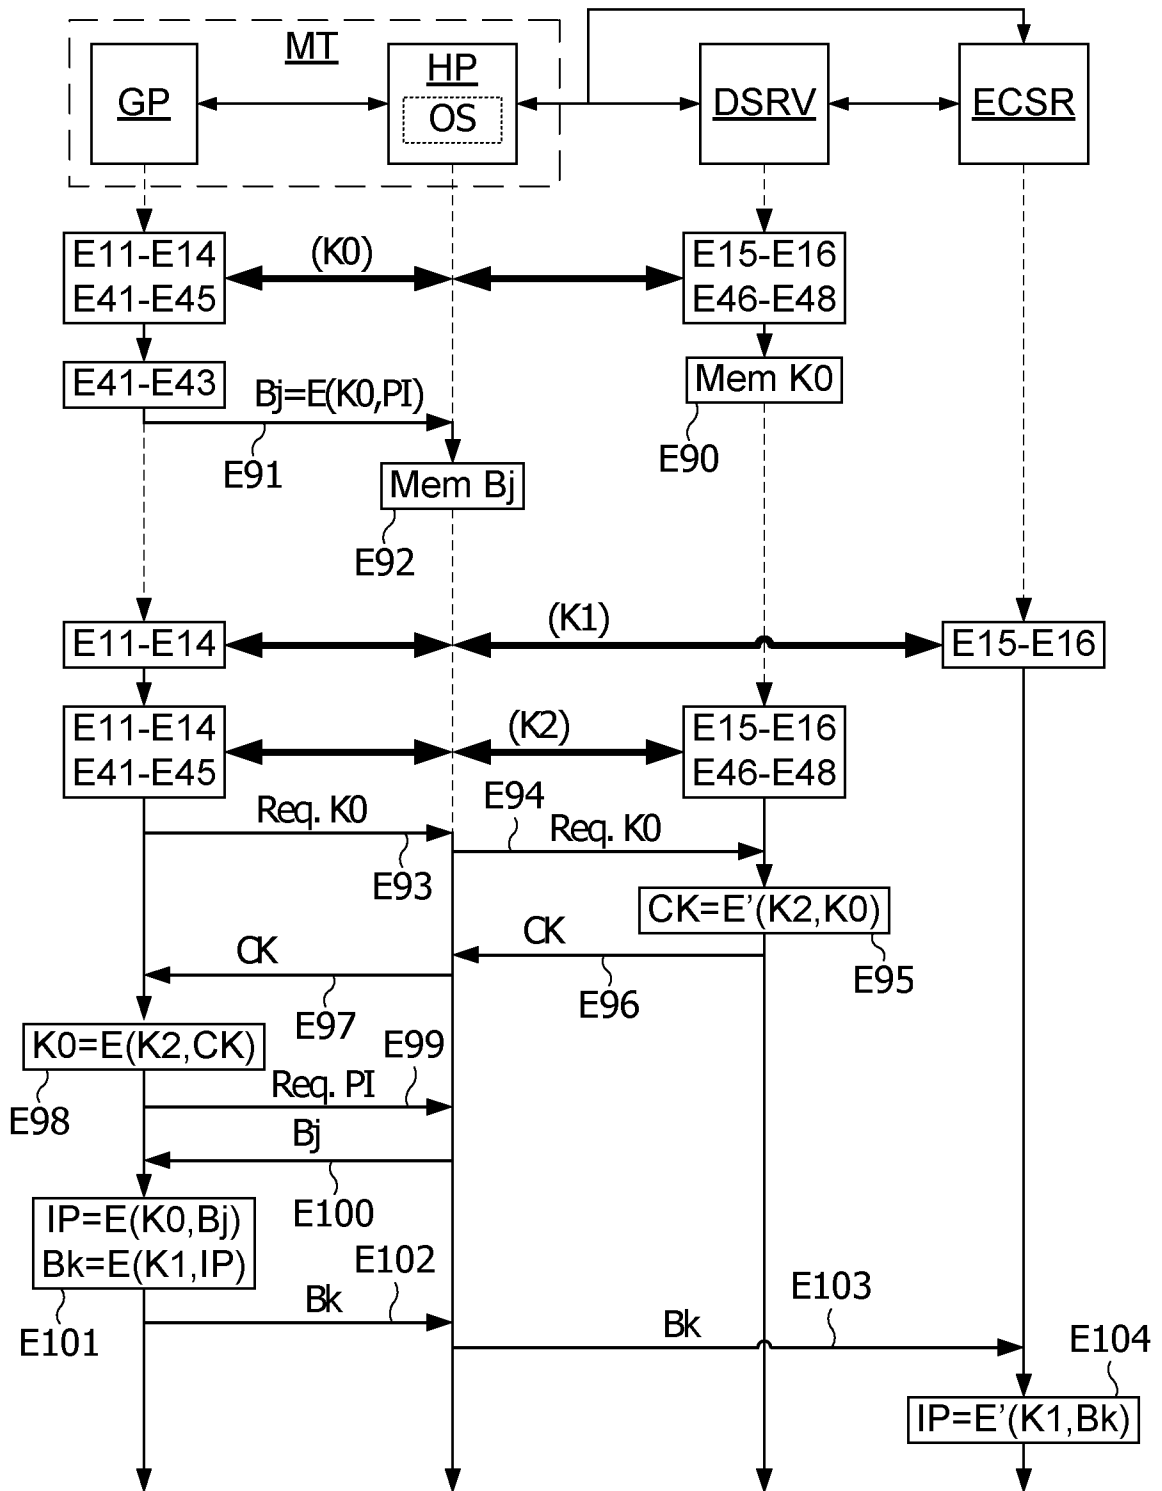 MT
GP
HP
OS
DSRV
ECSR
E11-E14
E41-E45
(K0)
E15-E16
E46-E48
E41-E43
Bj=E(K0,PI)
Mem K0
E91
E90
Mem Bj
E92
E11-E14
(K1)
E15-E16
E11-E14
E41-E45
(K2)
E15-E16
E46-E48
Req. K0
E94
Req. K0
E93
CK=E'(K2,K0)
CK
CK
E95
E96
E97
K0=E(K2,CK)
E99
Req. PI
E98
Bj
E100
IP=E(K0,Bj)
Bk=E(K1,IP)
E102
E103
Bk
Bk
E101
E104
IP=E'(K1,Bk)